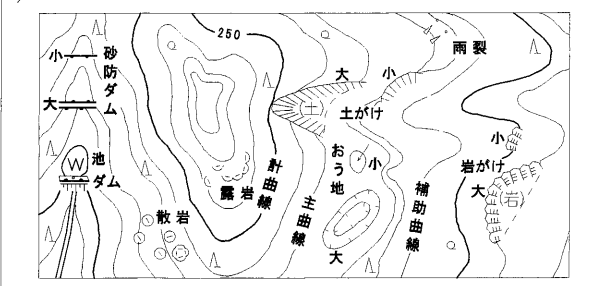 250
小
砂防ダム
大
W
池
ダム
散岩
露岩
計曲線
主曲線
大
小
土
土がけ
おう地
小
大
雨裂
補助曲線
小
岩がけ
大
岩